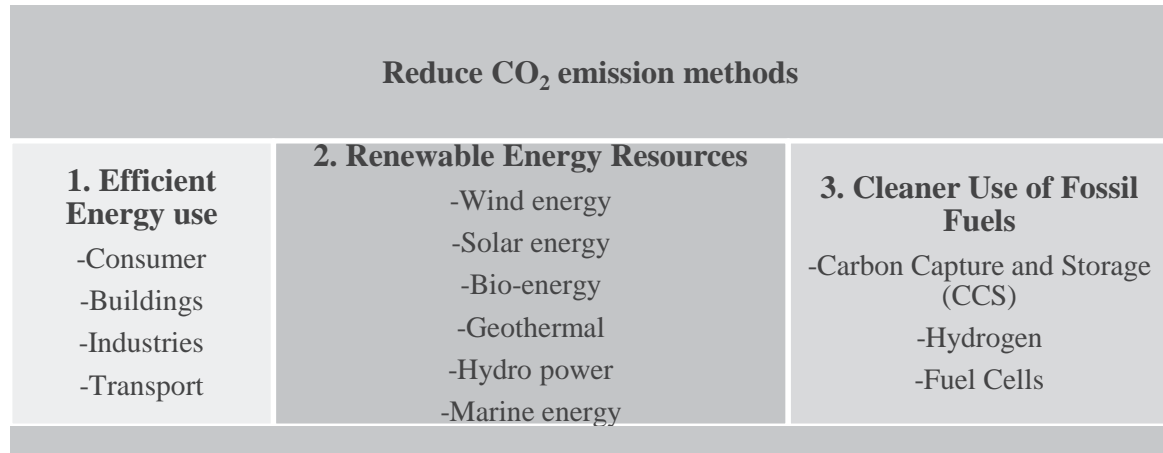 Reduce CO₂ emission methods
1. Efficient
Energy use
-Consumer
-Buildings
-Industries
-Transport
2. Renewable Energy Resources
-Wind energy
-Solar energy
-Bio-energy
-Geothermal
-Hydro power
-Marine energy
3. Cleaner Use of Fossil
Fuels
-Carbon Capture and Storage
(CCS)
-Hydrogen
-Fuel Cells